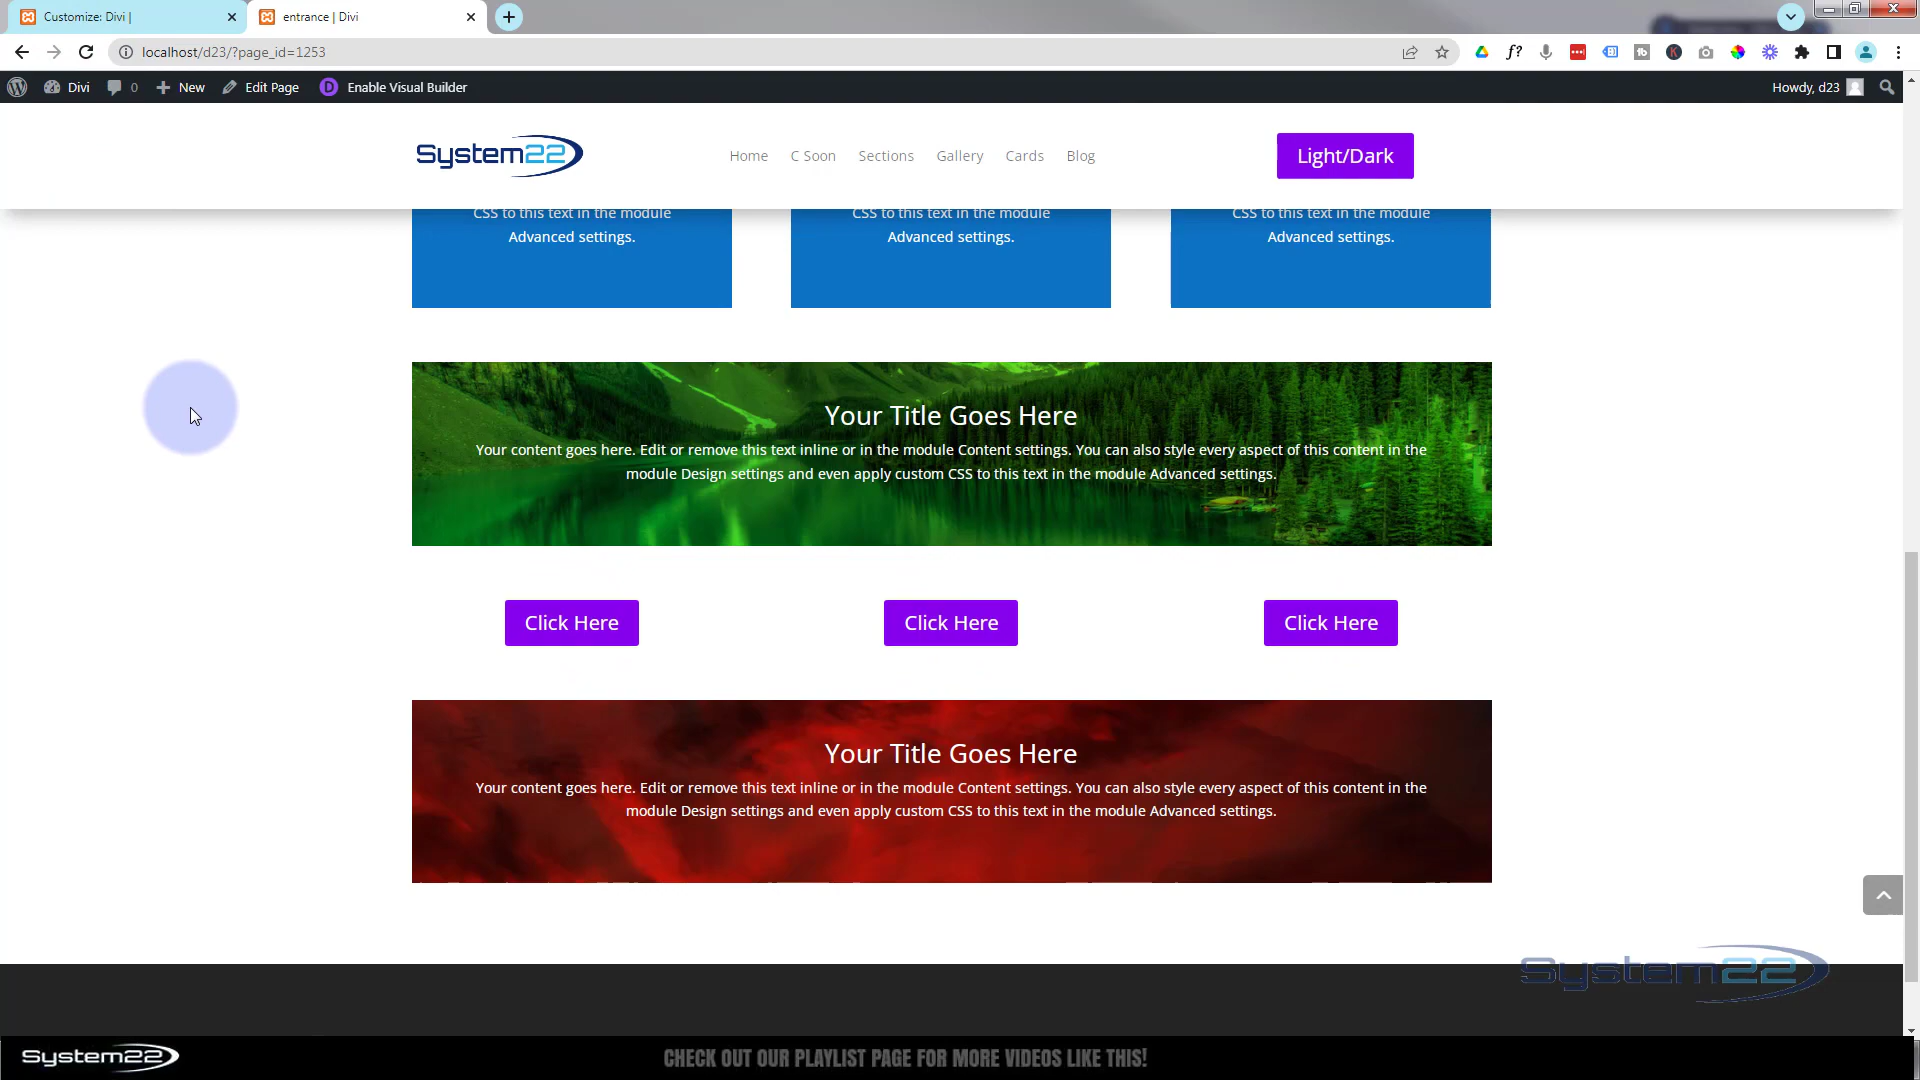 Customize: Divi |
entrance | Divi
localhost/d23/?page_id=1253
Divi
0
New
Edit Page
Enable Visual Builder
Howdy, d23
System22
Home
C Soon
Sections
Gallery
Cards
Blog
Light/Dark
CSS to this text in the module
Advanced settings.
CSS to this text in the module
Advanced settings.
CSS to this text in the module
Advanced settings.
Your Title Goes Here
Your content goes here. Edit or remove this text inline or in the module Content settings. You can also style every aspect of this content in the
module Design settings and even apply custom CSS to this text in the module Advanced settings.
Click Here
Click Here
Click Here
Your Title Goes Here
Your content goes here. Edit or remove this text inline or in the module Content settings. You can also style every aspect of this content in the
module Design settings and even apply custom CSS to this text in the module Advanced settings.
System22
System22
CHECK OUT OUR PLAYLIST PAGE FOR MORE VIDEOS LIKE THIS!